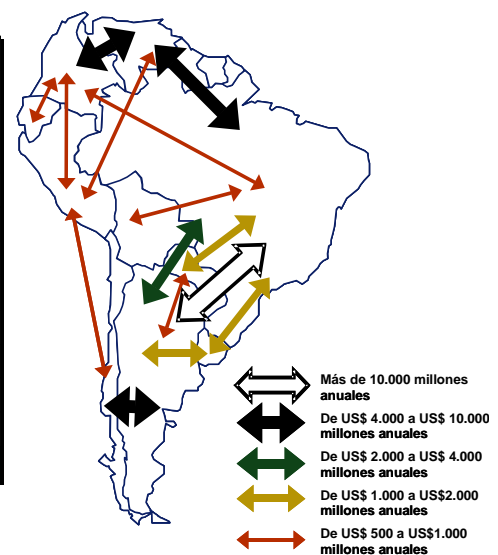 Más de 10.000 millones
anuales
De US$ 4.000 a US$ 10.000
millones anuales
De US$ 2.000 a US$ 4.000
millones anuales
De US$ 1.000 a US$2.000
millones anuales
De US$ 500 a US$1.000
millones anuales